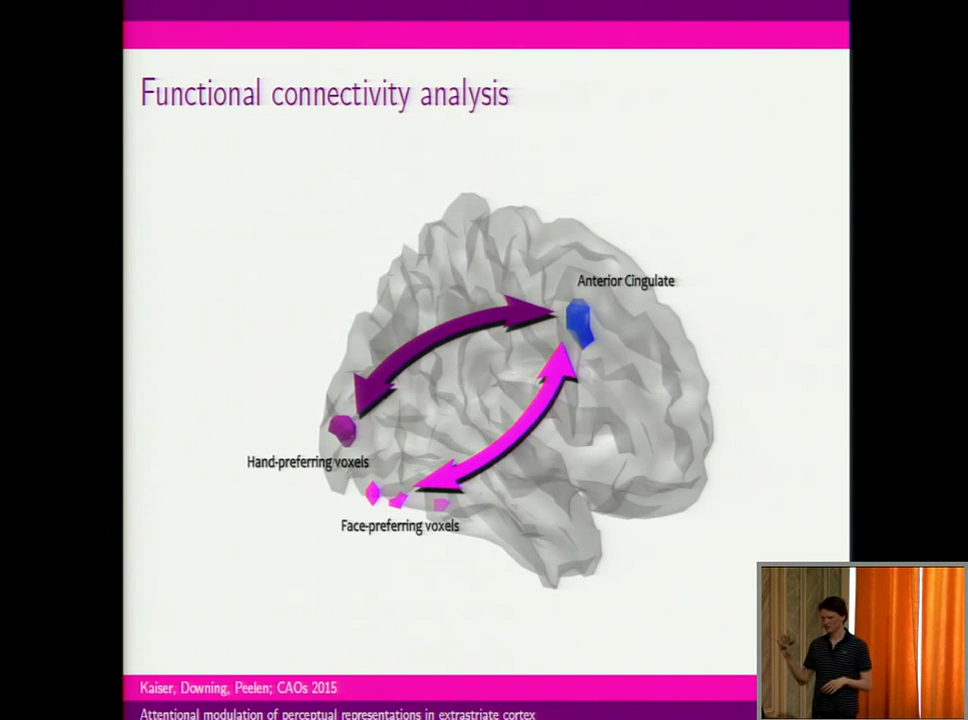 Functional connectivity analysis
Anterior Cingulate
Hand-preferring voxels
Face-preferring voxels
Kaiser, Downing, Peelen; CAOs 2015
Attentional modulation of perceptual representations in extrastriate cortex